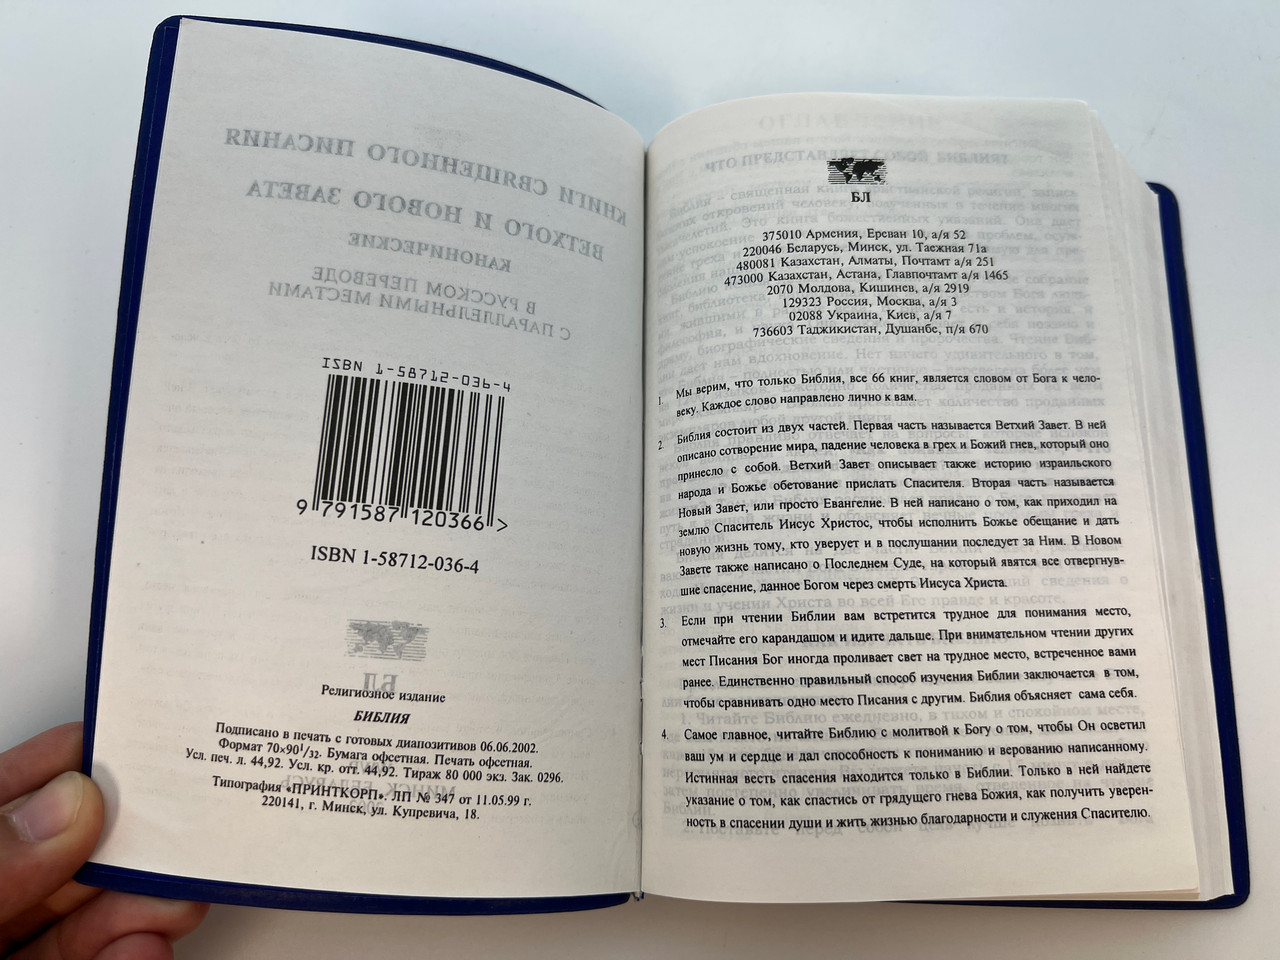 КНИГИ СВЯЩЕННОГО ПИСАНИЯ
ВЕТХОГО И НОВОГО ЗАВЕТА
КАНОНИЧЕСКИЕ
В РУССКОМ ПЕРЕВОДЕ
С ПАРАЛЛЕЛЬНЫМИ МЕСТАМИ
ISBN 1-58712-036-4
9 791587 120366 >
ISBN 1-58712-036-4
БЛ
Религиозное издание
БИБЛИЯ
Подписано в печать с готовых диапозитивов 06.06.2002.
Формат 70×90 1/32. Бумага офсетная. Печать офсетная.
Усл. печ. л. 44,92. Усл. кр. отт. 44,92. Тираж 80 000 экз. Зак. 0296.
Типография «ПРИНТКОРП». ЛП № 347 от 11.05.99 г.
220141, г. Минск, ул. Купревича, 18.
БЛ
375010 Армения, Ереван 10, а/я 52
220046 Беларусь, Минск, ул. Таежная 71а
480081 Казахстан, Алматы, Почтамт а/я 251
473000 Казахстан, Астана, Главпочтамт а/я 1465
2070 Молдова, Кишинев, а/я 2919
129323 Россия, Москва, а/я 3
02088 Украина, Киев, а/я 7
736603 Таджикистан, Душанбе, п/я 670
1. Мы верим, что только Библия, все 66 книг, является словом от Бога к чело-
веку. Каждое слово направлено лично к вам.
2. Библия состоит из двух частей. Первая часть называется Ветхий Завет. В ней
описано сотворение мира, падение человека в грех и Божий гнев, который оно
принесло с собой. Ветхий Завет описывает также историю израильского
народа и Божье обетование прислать Спасителя. Вторая часть называется
Новый Завет, или просто Евангелие. В ней написано о том, как приходил на
землю Спаситель Иисус Христос, чтобы исполнить Божье обещание и дать
новую жизнь тому, кто уверует и в послушании последует за Ним. В Новом
Завете также написано о Последнем Суде, на который явятся все отвергнув-
шие спасение, данное Богом через смерть Иисуса Христа.
3. Если при чтении Библии вам встретится трудное для понимания место,
отмечайте его карандашом и идите дальше. При внимательном чтении других
мест Писания Бог иногда проливает свет на трудное место, встреченное вами
ранее. Единственно правильный способ изучения Библии заключается в том,
чтобы сравнивать одно место Писания с другим. Библия объясняет сама себя.
4. Самое главное, читайте Библию с молитвой к Богу о том, чтобы Он осветил
ваш ум и сердце и дал способность к пониманию и верованию написанному.
Истинная весть спасения находится только в Библии. Только в ней найдете
указание о том, как спастись от грядущего гнева Божия, как получить уверен-
ность в спасении души и жить жизнью благодарности и служения Спасителю.